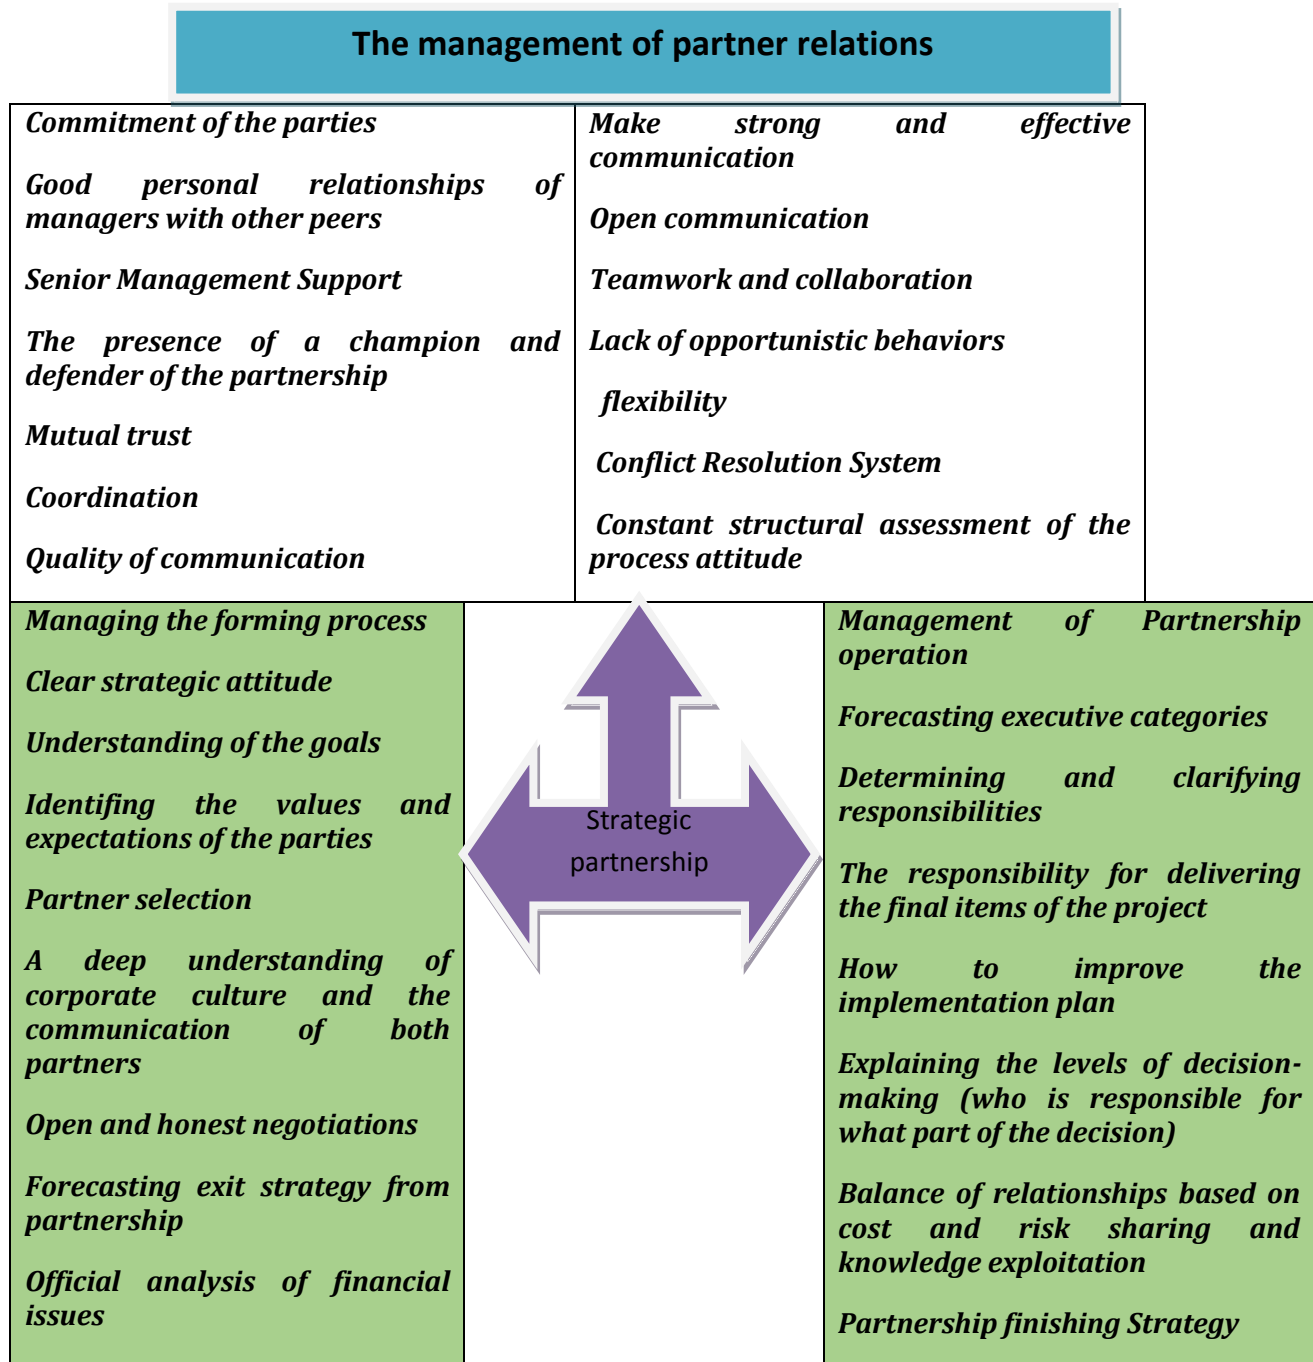 The management of partner relations
Commitment of the parties
Good personal relationships of
managers with other peers
Senior Management Support
The presence of a champion and
defender of the partnership
Mutual trust
Coordination
Quality of communication
Make strong and effective
communication
Open communication
Teamwork and collaboration
Lack of opportunistic behaviors
flexibility
Conflict Resolution System
Constant structural assessment of the
process attitude
Managing the forming process
Clear strategic attitude
Understanding of the goals
Identifing the values and
expectations of the parties
Partner selection
A deep understanding of
corporate culture and the
communication of both
partners
Open and honest negotiations
Forecasting exit strategy from
partnership
Official analysis of financial
issues
Strategic
partnership
Management of Partnership
operation
Forecasting executive categories
Determining and clarifying
responsibilities
The responsibility for delivering
the final items of the project
How to improve the
implementation plan
Explaining the levels of decision-
making (who is responsible for
what part of the decision)
Balance of relationships based on
cost and risk sharing and
knowledge exploitation
Partnership finishing Strategy